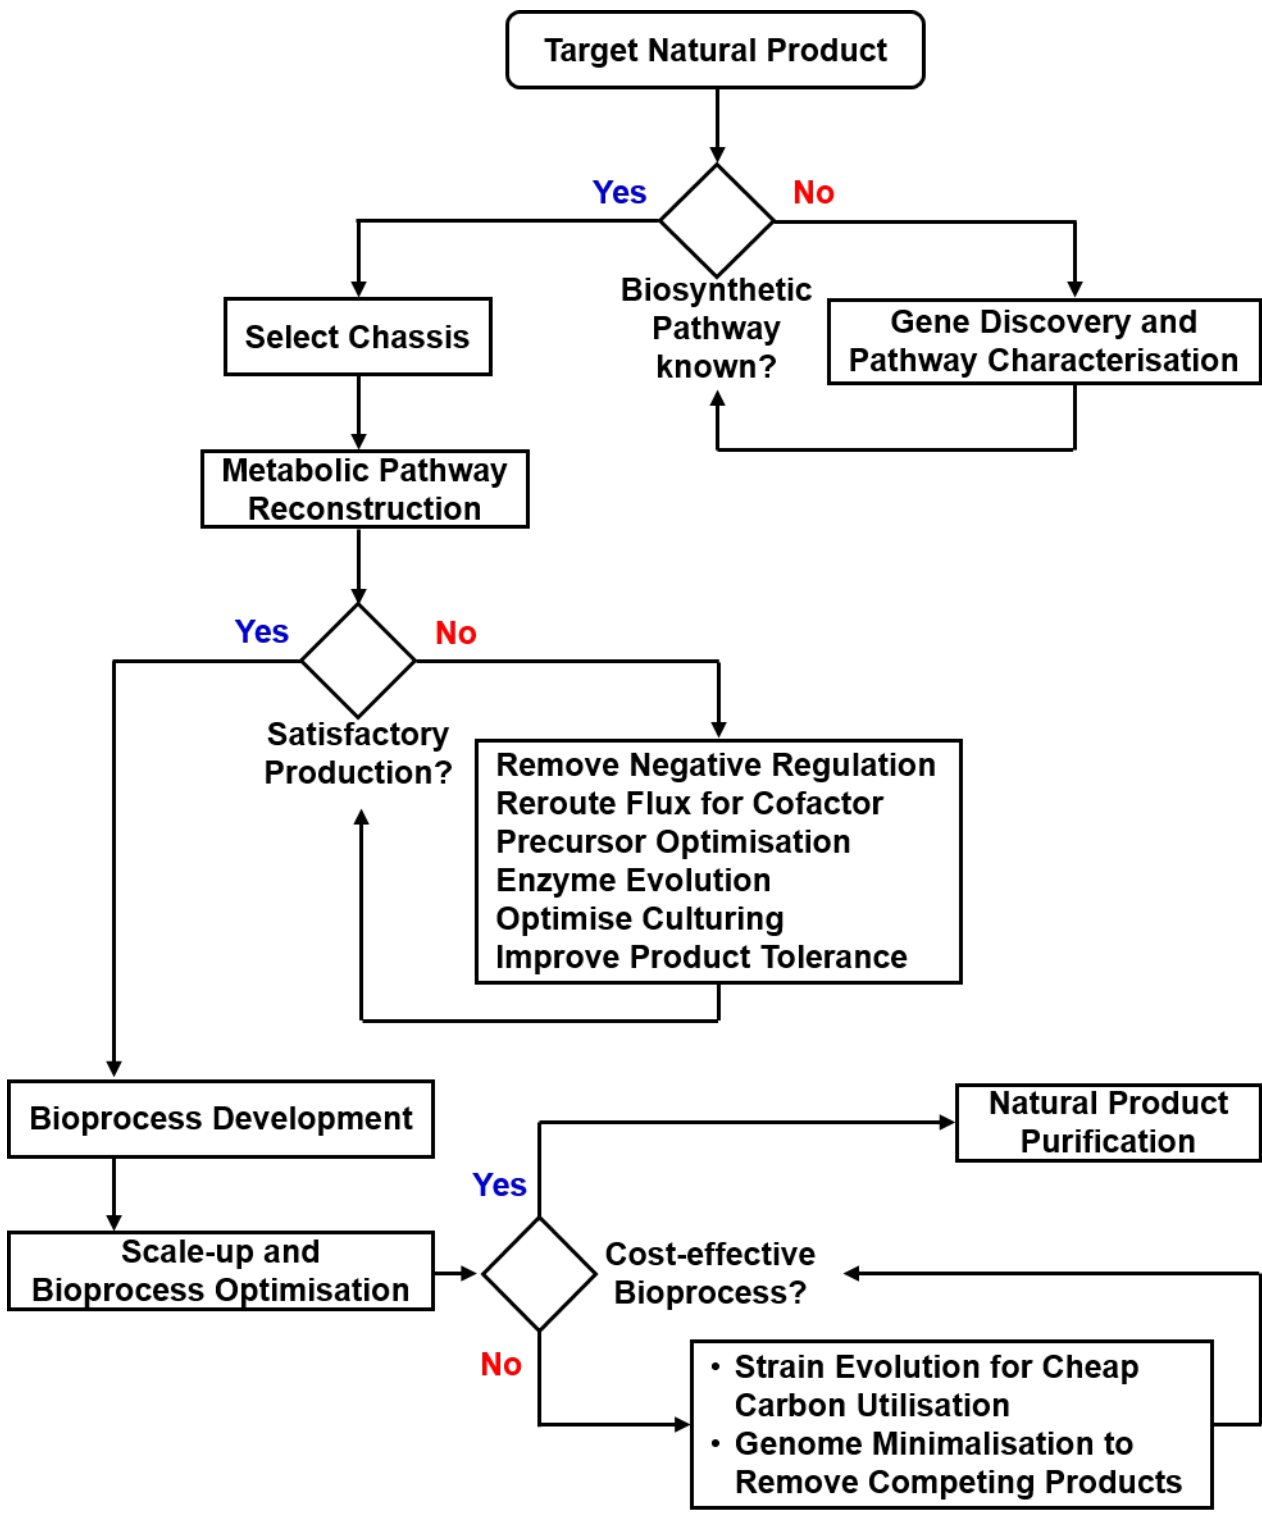 Target Natural Product
Yes
No
Biosynthetic
Pathway
known?
Select Chassis
Gene Discovery and
Pathway Characterisation
Metabolic Pathway
Reconstruction
Yes
No
Satisfactory
Production?
Remove Negative Regulation
Reroute Flux for Cofactor
Precursor Optimisation
Enzyme Evolution
Optimise Culturing
Improve Product Tolerance
Bioprocess Development
Natural Product
Purification
Yes
Scale-up and
Bioprocess Optimisation
Cost-effective
Bioprocess?
No
• Strain Evolution for Cheap
Carbon Utilisation
• Genome Minimalisation to
Remove Competing Products